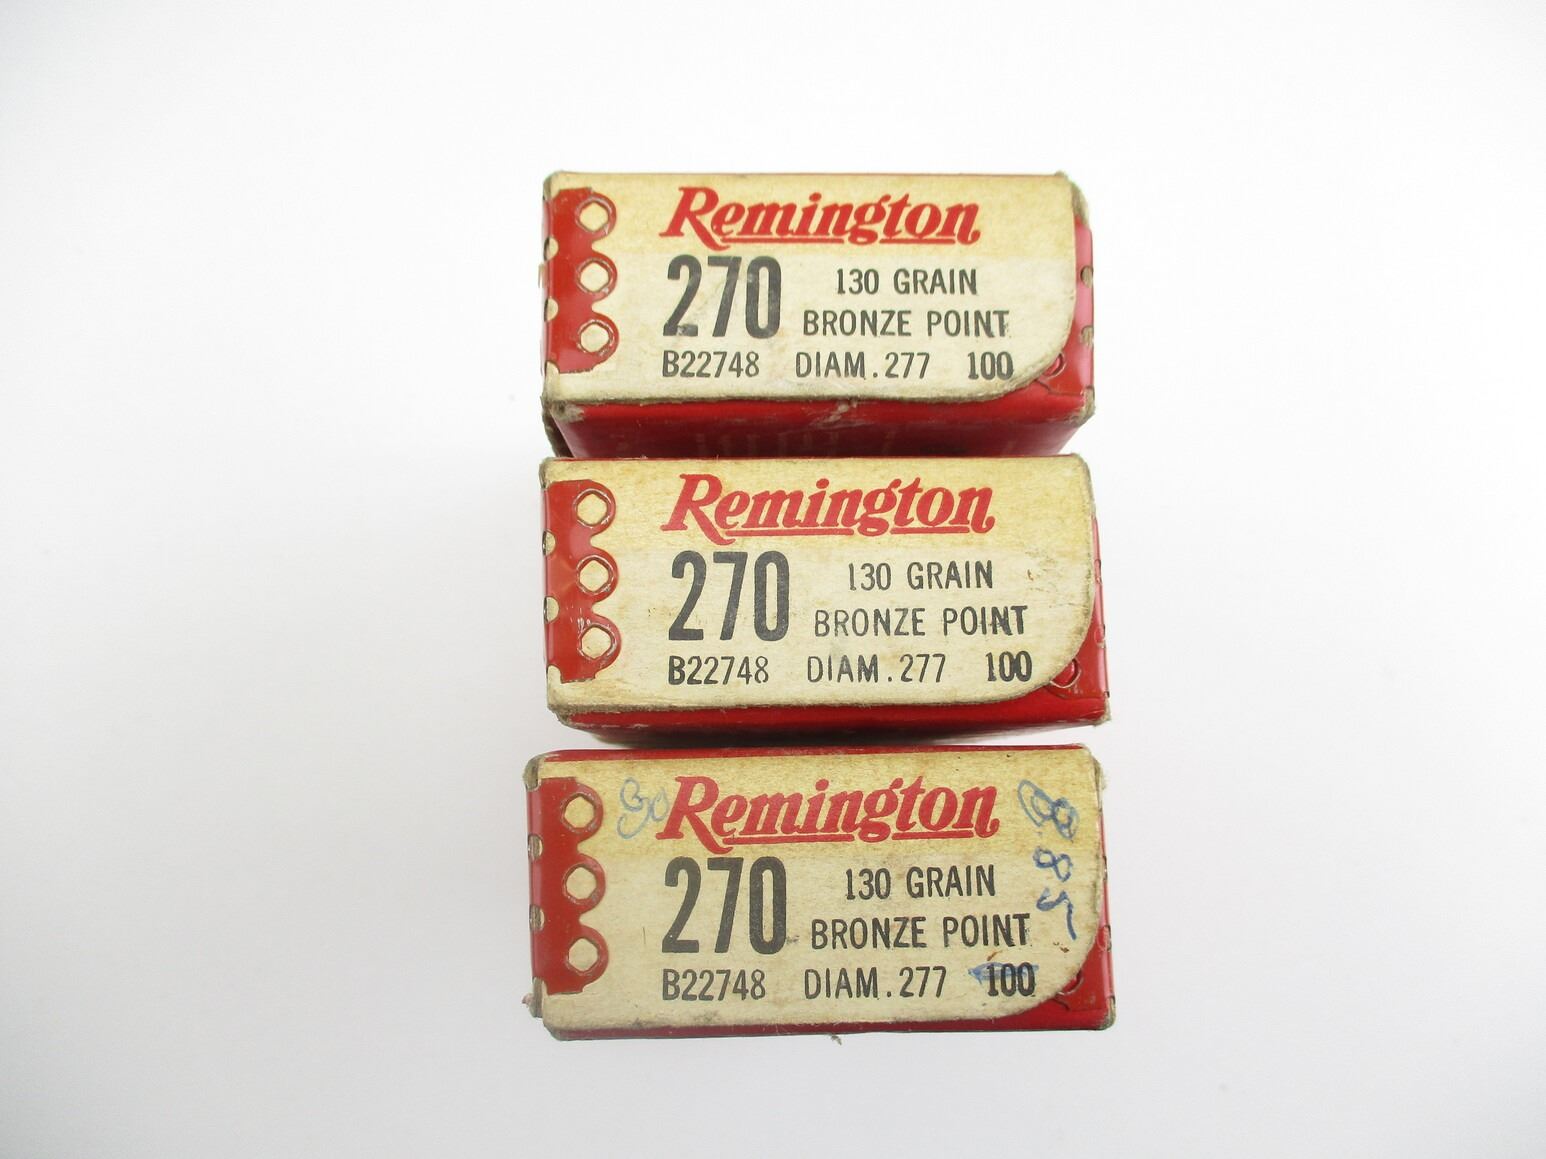 Remington
270 130 GRAIN
BRONZE POINT
B22748 DIAM .277 100
Remington
270 130 GRAIN
BRONZE POINT
B22748 DIAM .277 100
Remington
270 130 GRAIN
BRONZE POINT
B22748 DIAM .277 100